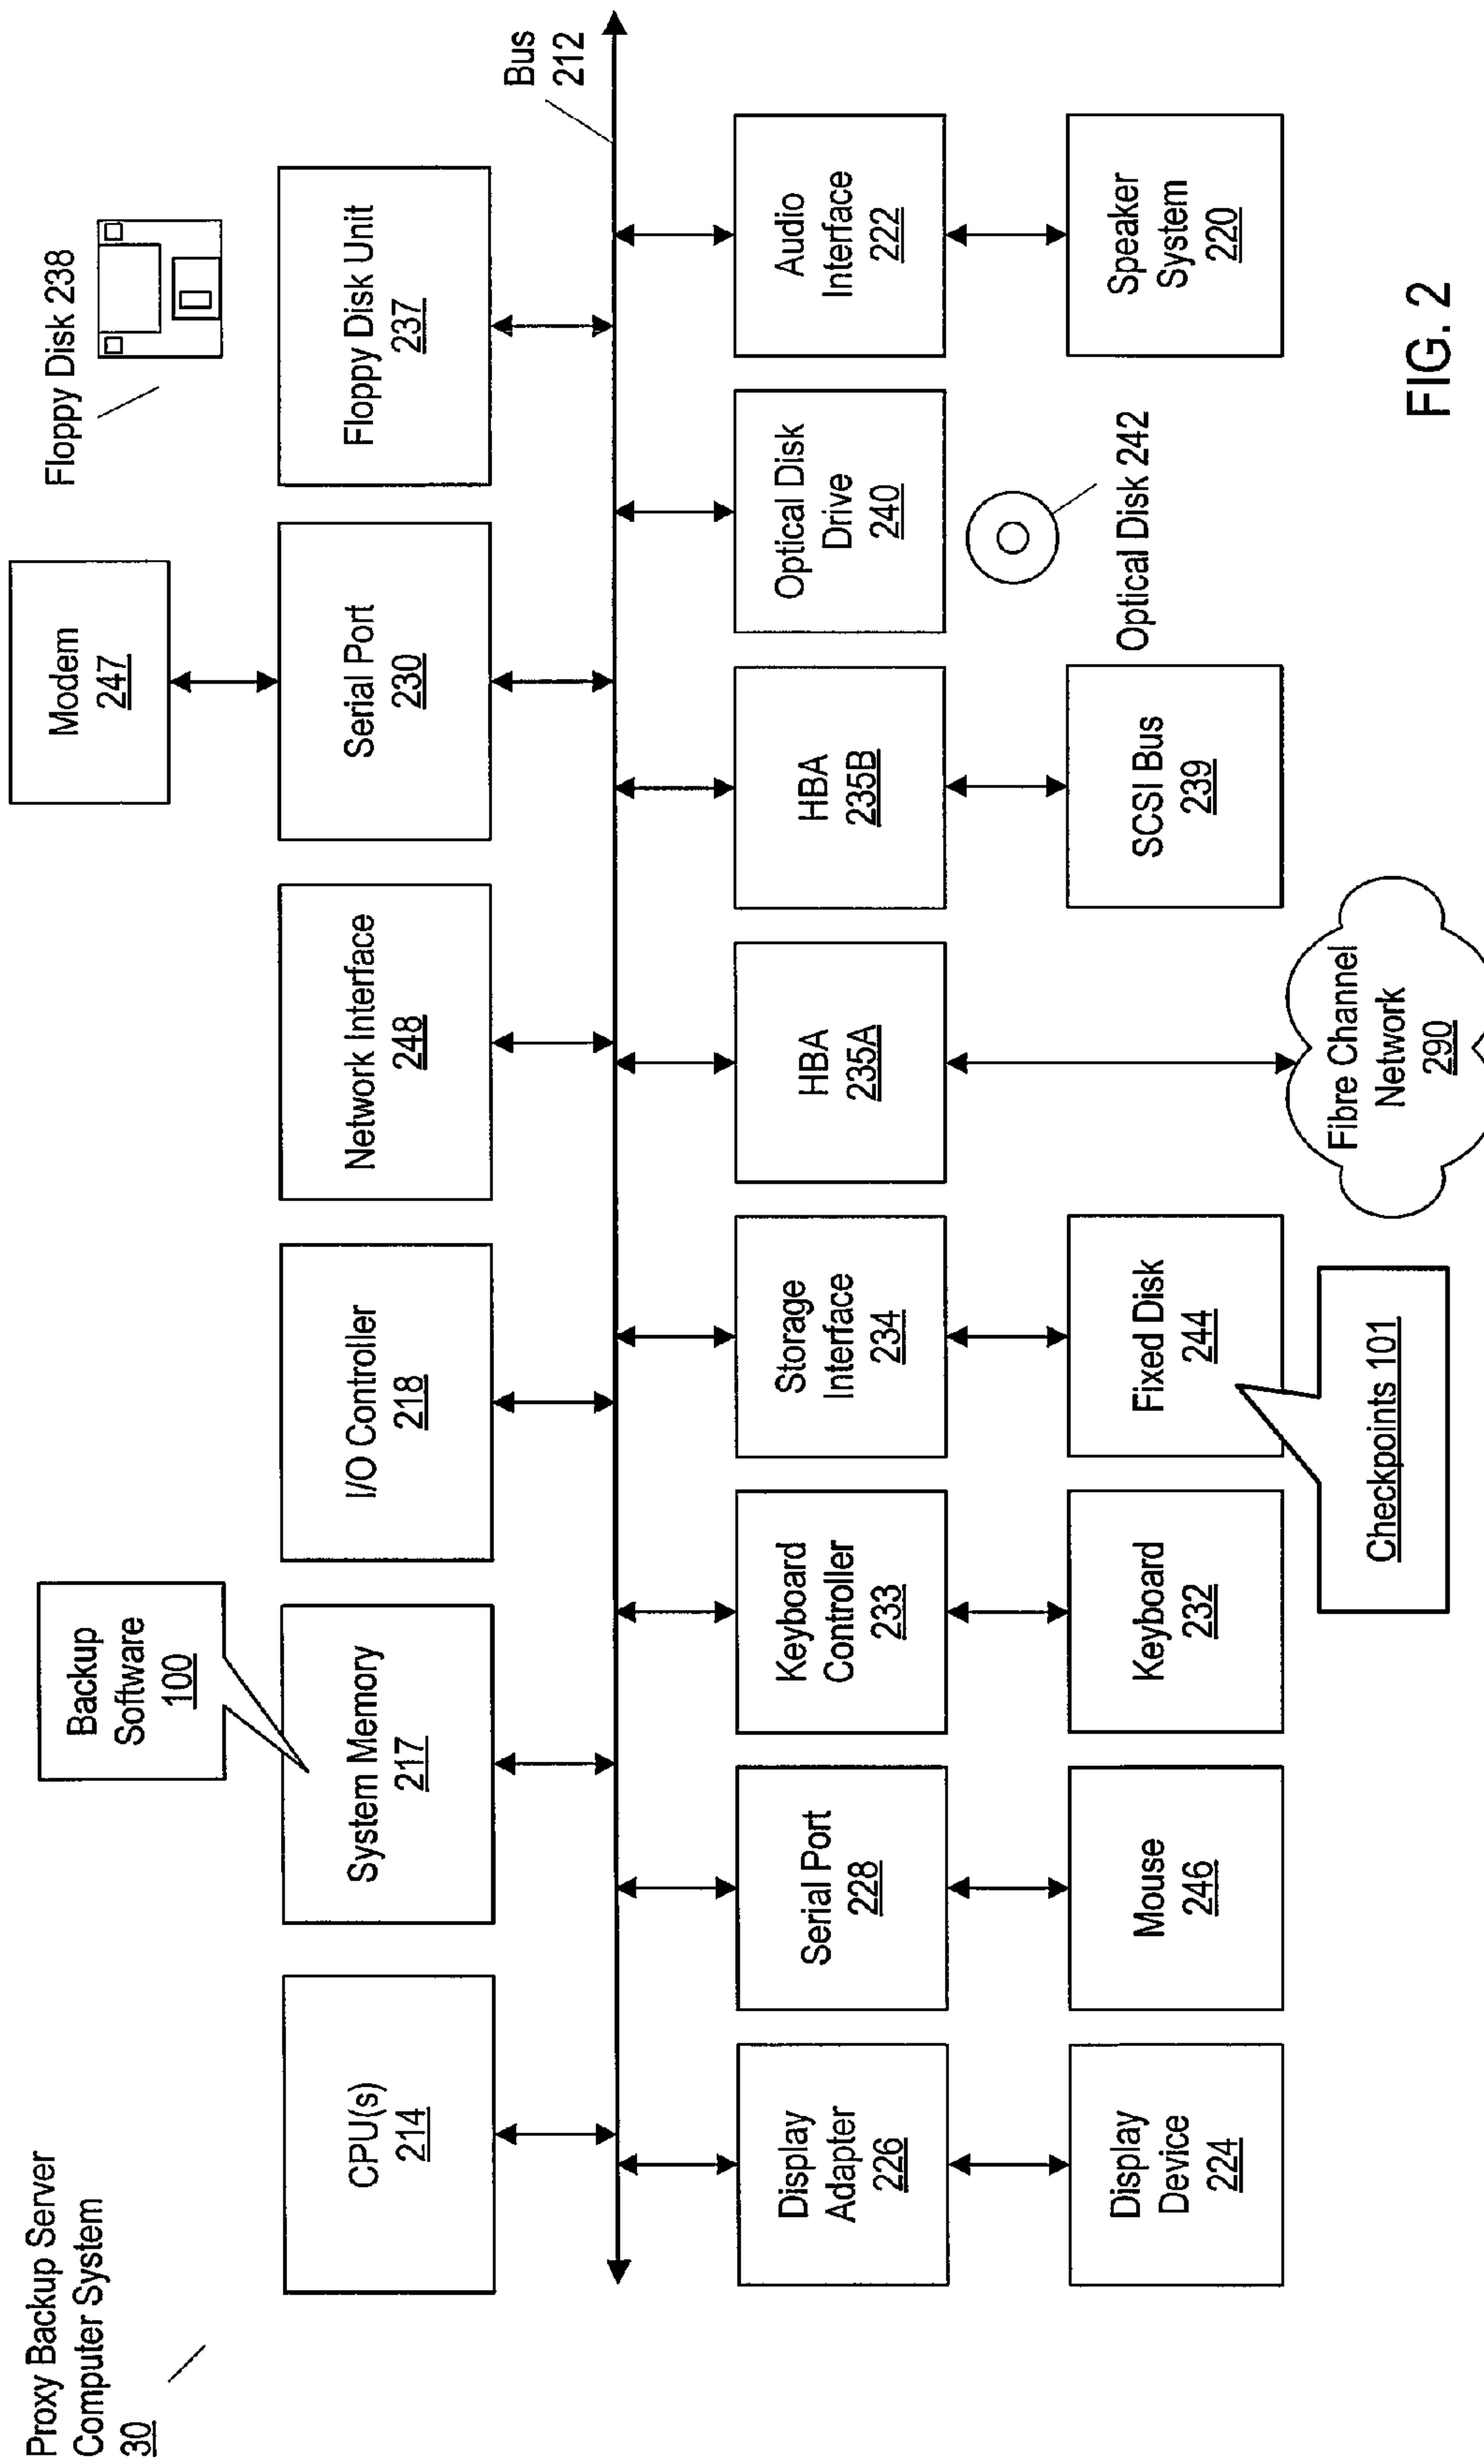 Proxy Backup Server
Computer System
30
Backup
Software
100
Modem
247
Floppy Disk 238
CPU(s)
214
System Memory
217
I/O Controller
218
Network Interface
248
Serial Port
230
Floppy Disk Unit
237
Bus
212
Display
Adapter
226
Serial Port
228
Keyboard
Controller
233
Storage
Interface
234
HBA
235A
HBA
235B
Optical Disk
Drive
240
Audio
Interface
222
Display
Device
224
Mouse
246
Keyboard
232
Fixed Disk
244
SCSI Bus
239
Optical Disk 242
Speaker
System
220
Checkpoints 101
Fibre Channel
Network
290
FIG. 2